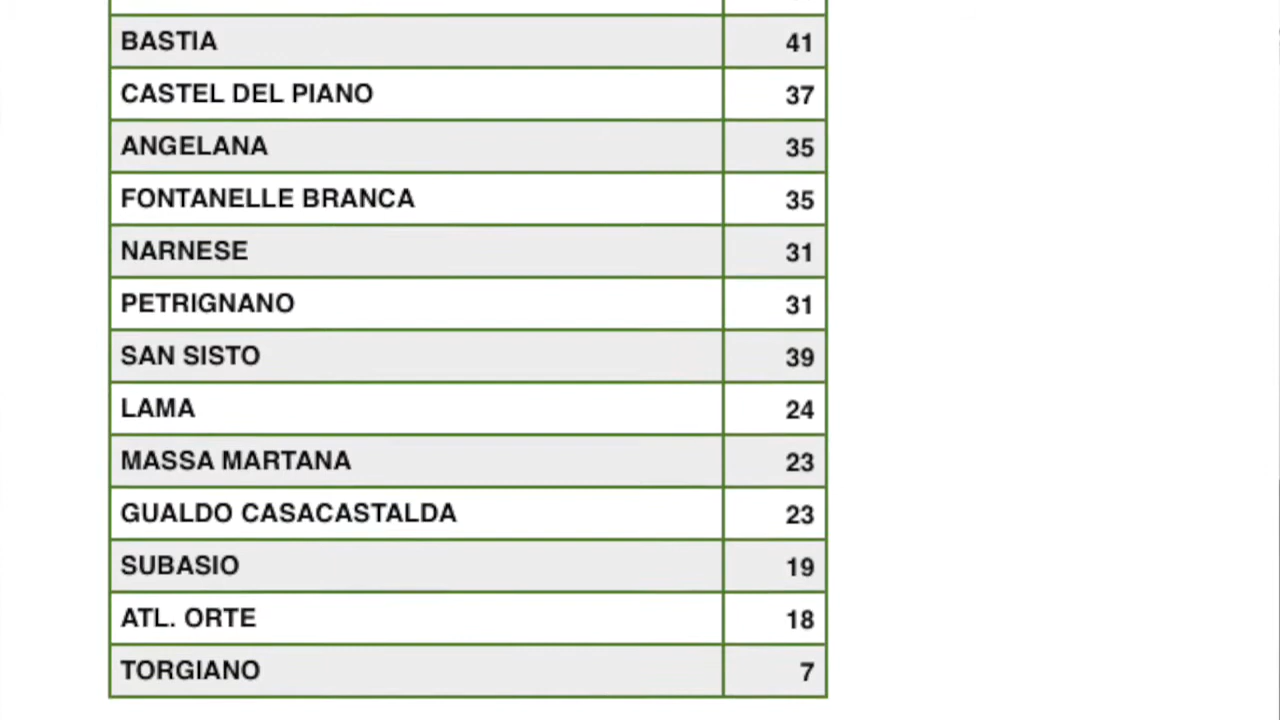 BASTIA 41
CASTEL DEL PIANO 37
ANGELANA 35
FONTANELLE BRANCA 35
NARNESE 31
PETRIGNANO 31
SAN SISTO 39
LAMA 24
MASSA MARTANA 23
GUALDO CASACASTALDA 23
SUBASIO 19
ATL. ORTE 18
TORGIANO 7